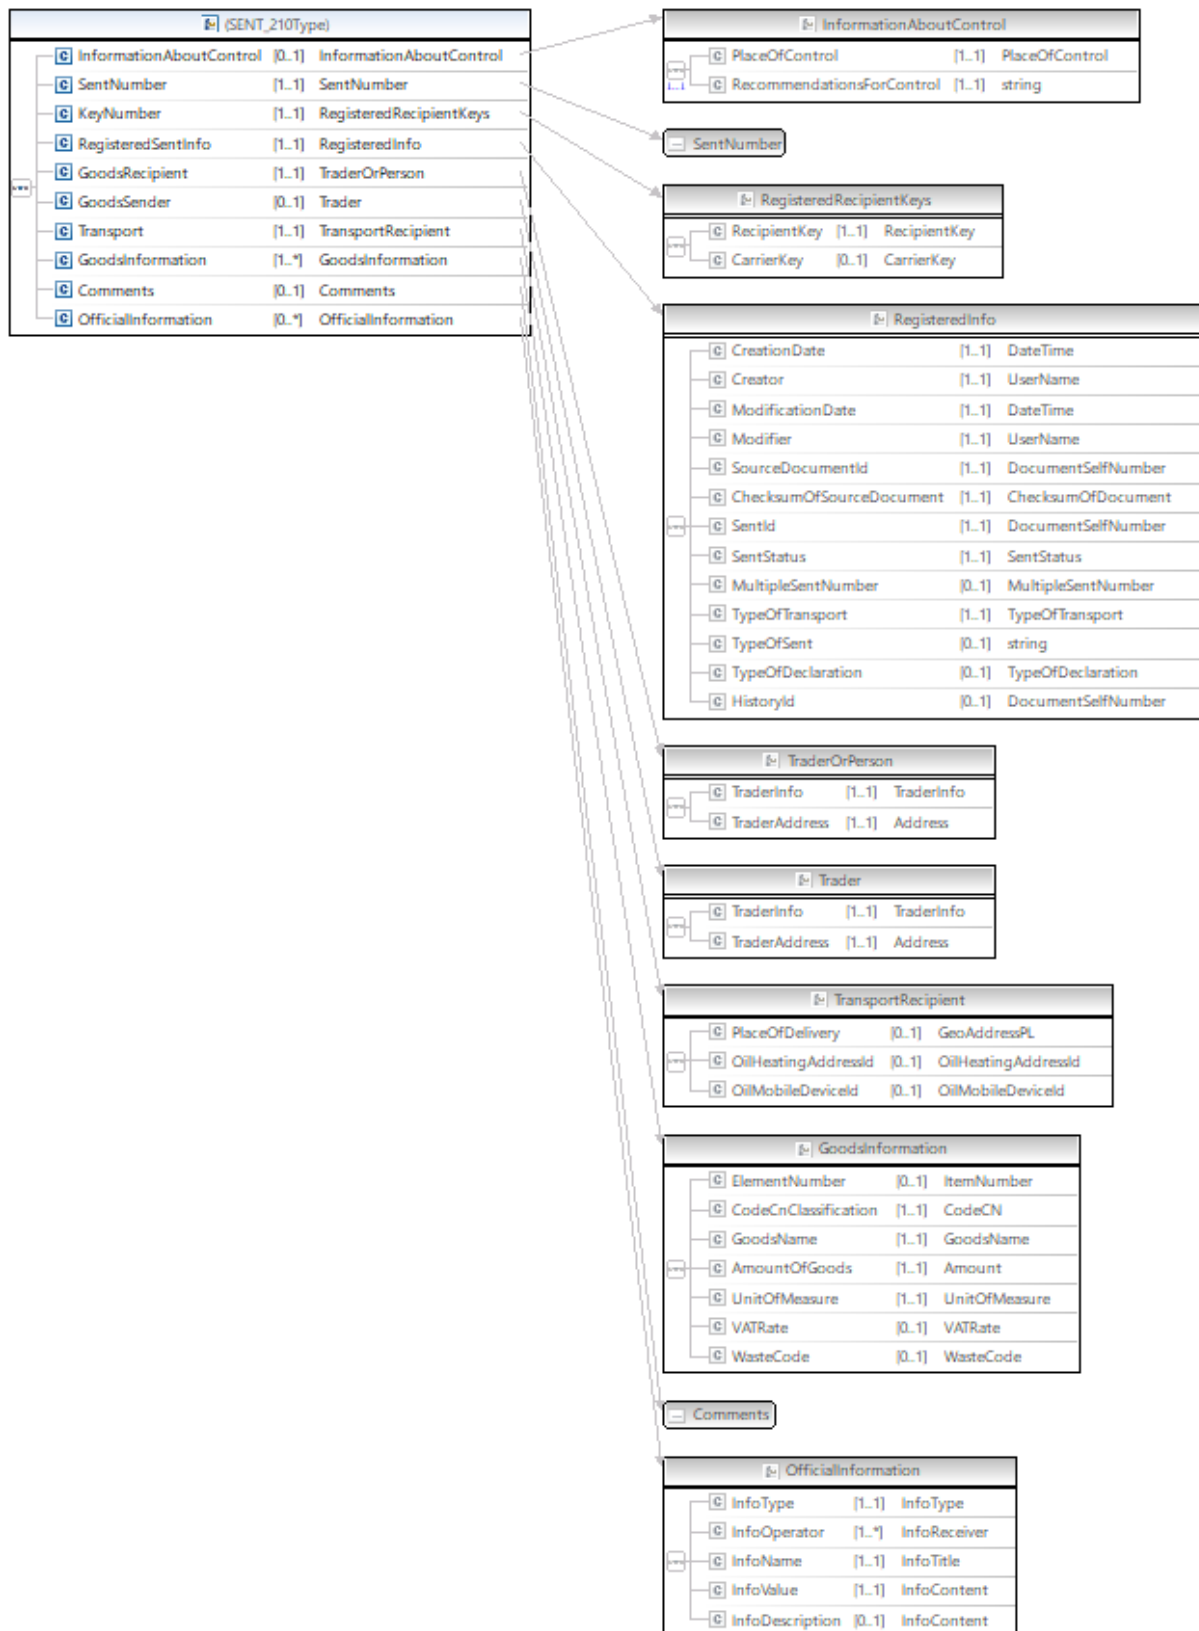 (SENT_210Type)
InformationAboutControl [0..1] InformationAboutControl
SentNumber [1..1] SentNumber
KeyNumber [1..1] RegisteredRecipientKeys
RegisteredSentInfo [1..1] RegisteredInfo
GoodsRecipient [1..1] TraderOrPerson
GoodsSender [0..1] Trader
Transport [1..1] TransportRecipient
GoodsInformation [1..*] GoodsInformation
Comments [0..1] Comments
OfficialInformation [0..*] OfficialInformation
InformationAboutControl
PlaceOfControl [1..1] PlaceOfControl
RecommendationsForControl [1..1] string
1..1
SentNumber
RegisteredRecipientKeys
RecipientKey [1..1] RecipientKey
CarrierKey [0..1] CarrierKey
RegisteredInfo
CreationDate [1..1] DateTime
Creator [1..1] UserName
ModificationDate [1..1] DateTime
Modifier [1..1] UserName
SourceDocumentId [1..1] DocumentSelfNumber
ChecksumOfSourceDocument [1..1] ChecksumOfDocument
SentId [1..1] DocumentSelfNumber
SentStatus [1..1] SentStatus
MultipleSentNumber [0..1] MultipleSentNumber
TypeOfTransport [1..1] TypeOfTransport
TypeOfSent [0..1] string
TypeOfDeclaration [0..1] TypeOfDeclaration
HistoryId [0..1] DocumentSelfNumber
TraderOrPerson
TraderInfo [1..1] TraderInfo
TraderAddress [1..1] Address
Trader
TraderInfo [1..1] TraderInfo
TraderAddress [1..1] Address
TransportRecipient
PlaceOfDelivery [0..1] GeoAddressPL
OilHeatingAddressId [0..1] OilHeatingAddressId
OilMobileDeviceId [0..1] OilMobileDeviceId
GoodsInformation
ElementNumber [0..1] ItemNumber
CodeCnClassification [1..1] CodeCN
GoodsName [1..1] GoodsName
AmountOfGoods [1..1] Amount
UnitOfMeasure [1..1] UnitOfMeasure
VATRate [0..1] VATRate
WasteCode [0..1] WasteCode
Comments
OfficialInformation
InfoType [1..1] InfoType
InfoOperator [1..*] InfoReceiver
InfoName [1..1] InfoTitle
InfoValue [1..1] InfoContent
InfoDescription [0..1] InfoContent